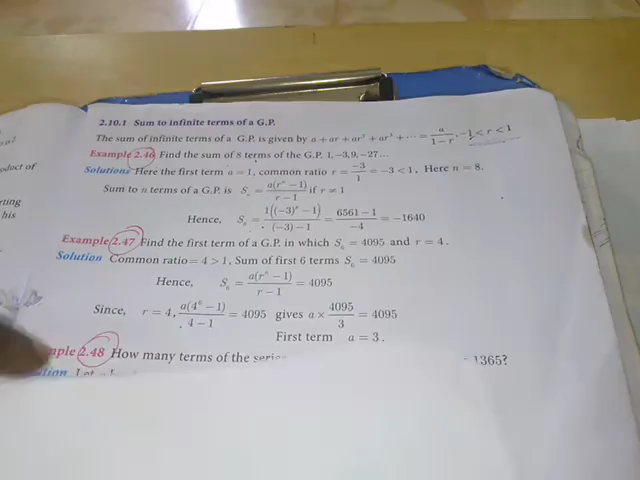 2.10.1 Sum to infinite terms of a G.P.
The sum of infinite terms of a G.P. is given by a + ar + ar² + ar³ + ⋯ = a/(1−r), −1 < r < 1
Example 2.46 Find the sum of 8 terms of the G.P. 1, −3, 9, −27…
Solutions Here the first term a = 1, common ratio r = −3/1 = −3 < 1, Here n = 8.
Sum to n terms of a G.P. is Sₙ = a(rⁿ − 1)/(r − 1) if r ≠ 1
Hence, S₈ = 1((−3)⁸ − 1)/((−3) − 1) = (6561 − 1)/(−4) = −1640
Example 2.47 Find the first term of a G.P. in which S₆ = 4095 and r = 4.
Solution Common ratio = 4 > 1, Sum of first 6 terms S₆ = 4095
Hence, S₆ = a(rⁿ − 1)/(r − 1) = 4095
Since, r = 4, a(4⁶ − 1)/(4 − 1) = 4095 gives a × 4095/3 = 4095
First term a = 3.
mple 2.48 How many terms of the 1365?
oduct of
rting
his